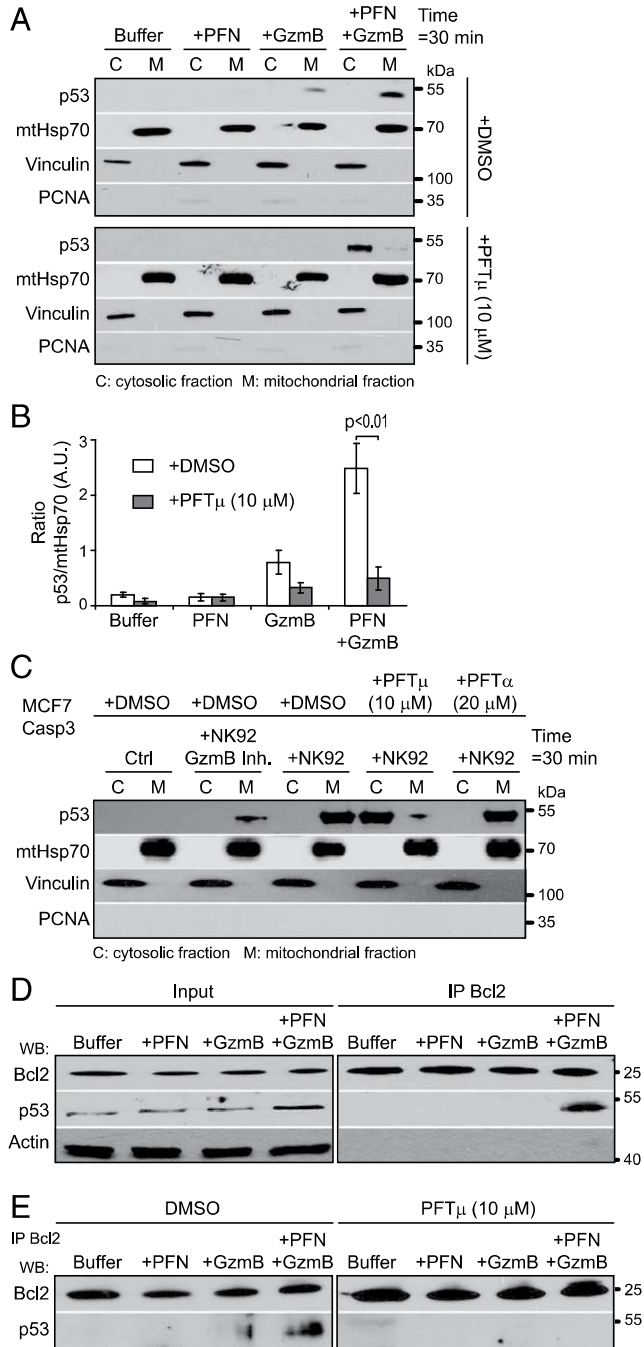 A
Buffer +PFN +GzmB +PFN +GzmB Time =30 min
C M C M C M C M kDa
p53 55
mtHsp70 70
Vinculin 100
PCNA 35
+DMSO
p53 55
mtHsp70 70
Vinculin 100
PCNA 35
+PFTμ (10 μM)
C: cytosolic fraction M: mitochondrial fraction
B
p<0.01
Ratio
p53/mtHsp70 (A.U.)
3
2
1
0
+DMSO
+PFTμ (10 μM)
Buffer PFN GzmB PFN +GzmB
C
MCF7
Casp3
+DMSO +DMSO +DMSO +PFTμ (10 μM) +PFTα (20 μM)
Ctrl +NK92 GzmB Inh. +NK92 +NK92 +NK92 Time =30 min
C M C M C M C M C M kDa
p53 55
mtHsp70 70
Vinculin 100
PCNA 35
C: cytosolic fraction M: mitochondrial fraction
D
Input IP Bcl2
WB: Buffer +PFN +GzmB +PFN +GzmB Buffer +PFN +GzmB +PFN +GzmB
Bcl2 25
p53 55
Actin 40
E
DMSO PFTμ (10 μM)
IP Bcl2
WB: Buffer +PFN +GzmB +PFN +GzmB Buffer +PFN +GzmB +PFN +GzmB
Bcl2 25
p53 55